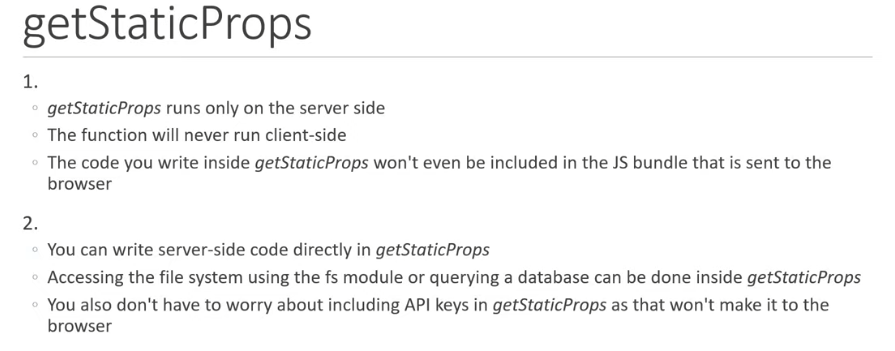 getStaticProps
1.
◦ getStaticProps runs only on the server side
◦ The function will never run client-side
◦ The code you write inside getStaticProps won't even be included in the JS bundle that is sent to the
browser
2.
◦ You can write server-side code directly in getStaticProps
◦ Accessing the file system using the fs module or querying a database can be done inside getStaticProps
◦ You also don't have to worry about including API keys in getStaticProps as that won't make it to the
browser